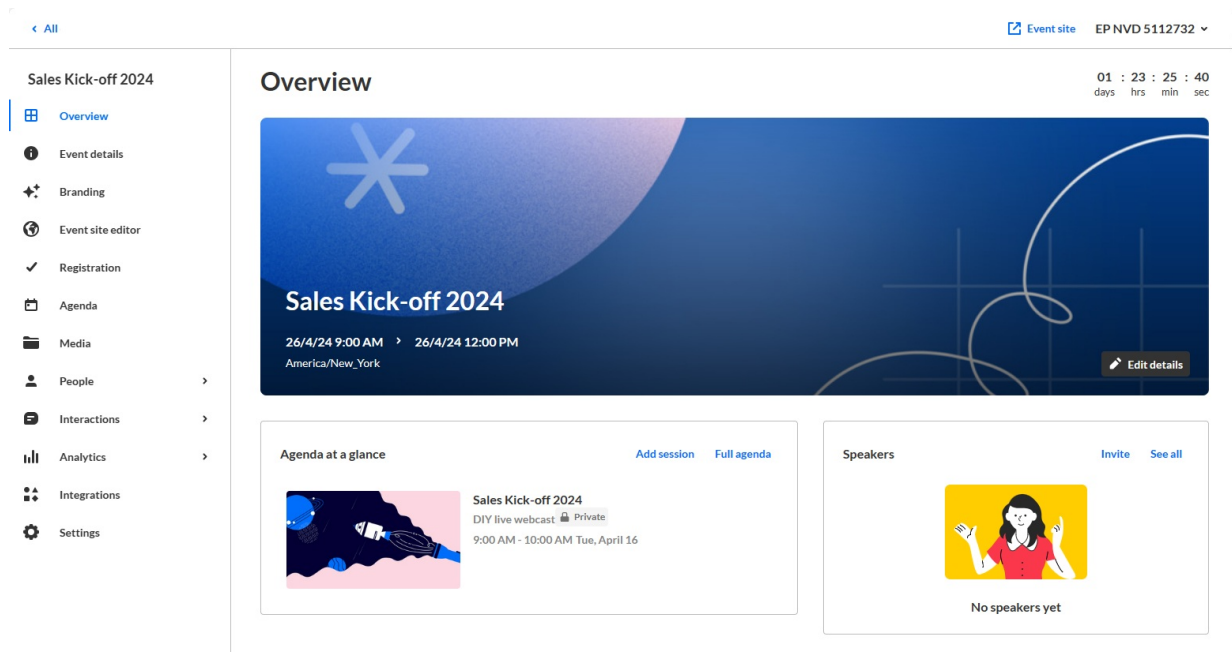 All
Event site
EP NVD 5112732
Sales Kick-off 2024
Overview
Event details
Branding
Event site editor
Registration
Agenda
Media
People
Interactions
Analytics
Integrations
Settings
Overview
01 : 23 : 25 : 40
days hrs min sec
Sales Kick-off 2024
26/4/24 9:00 AM > 26/4/24 12:00 PM
America/New_York
Edit details
Agenda at a glance
Add session
Full agenda
Sales Kick-off 2024
DIY live webcast Private
9:00 AM - 10:00 AM Tue, April 16
Speakers
Invite
See all
No speakers yet